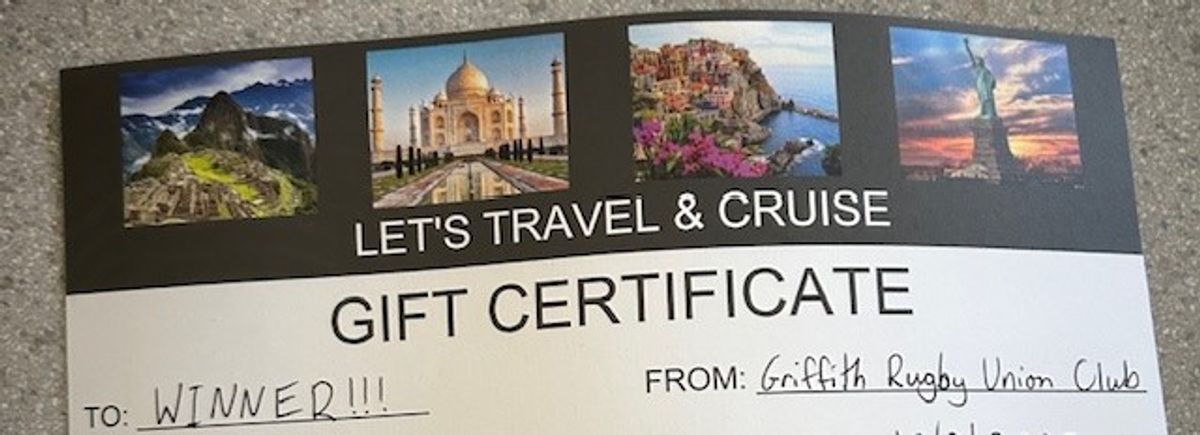 LET'S TRAVEL & CRUISE
GIFT CERTIFICATE
TO: WINNER!!!
FROM: Griffith Rugby Union Club